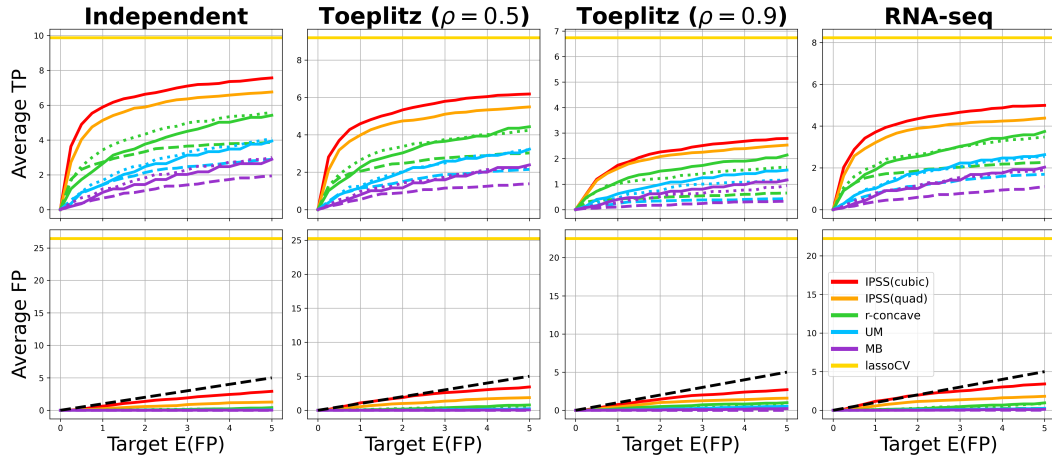 Independent
Toeplitz (ρ = 0.5)
Toeplitz (ρ = 0.9)
RNA-seq
Average TP
10
8
6
4
2
0
8
6
4
2
0
7
6
5
4
3
2
1
0
8
6
4
2
0
Average FP
25
20
15
10
5
0
25
20
15
10
5
0
20
15
10
5
0
20
15
10
5
0
IPSS(cubic)
IPSS(quad)
r-concave
UM
MB
lassoCV
0 1 2 3 4 5
0 1 2 3 4 5
0 1 2 3 4 5
0 1 2 3 4 5
Target E(FP)
Target E(FP)
Target E(FP)
Target E(FP)